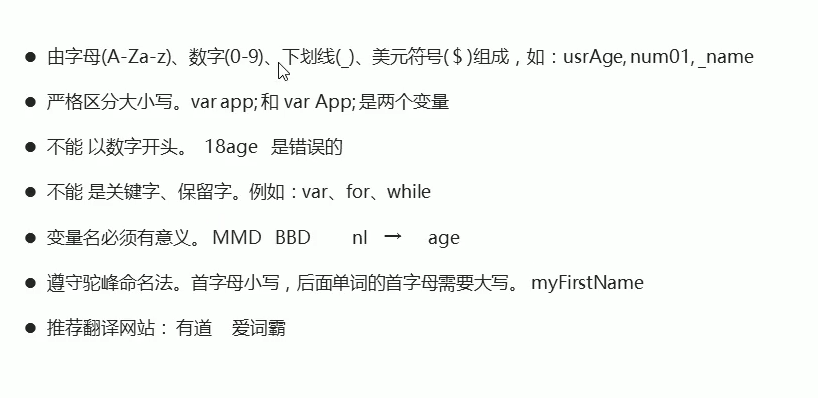 ● 由字母(A-Za-z)、数字(0-9)、下划线(_)、美元符号( $ )组成，如：usrAge, num01, _name
● 严格区分大小写。var app; 和 var App; 是两个变量
● 不能 以数字开头。 18age 是错误的
● 不能 是关键字、保留字。例如：var、for、while
● 变量名必须有意义。 MMD BBD nl → age
● 遵守驼峰命名法。首字母小写，后面单词的首字母需要大写。 myFirstName
● 推荐翻译网站： 有道 爱词霸